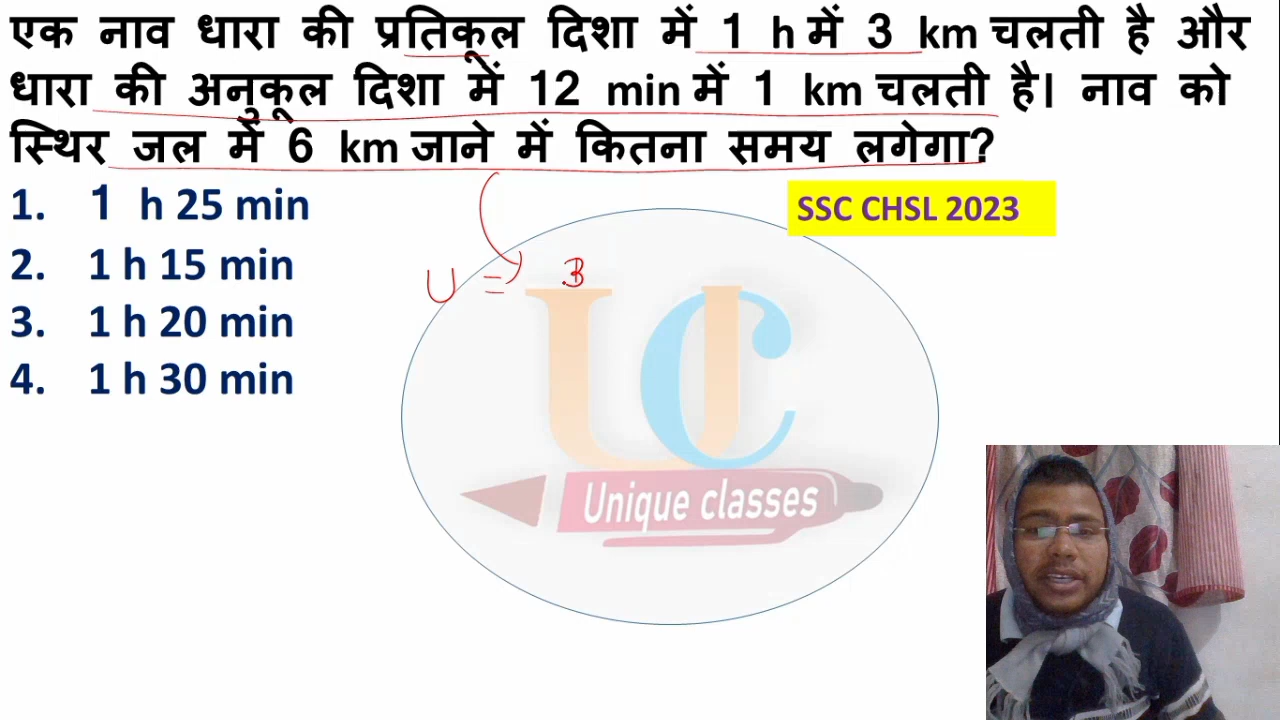 एक नाव धारा की प्रतिकूल दिशा में 1 h में 3 km चलती है और
धारा की अनुकूल दिशा में 12 min में 1 km चलती है। नाव को
स्थिर जल में 6 km जाने में कितना समय लगेगा?
1. 1 h 25 min
2. 1 h 15 min
3. 1 h 20 min
4. 1 h 30 min
SSC CHSL 2023
U = 3
UC
Unique classes